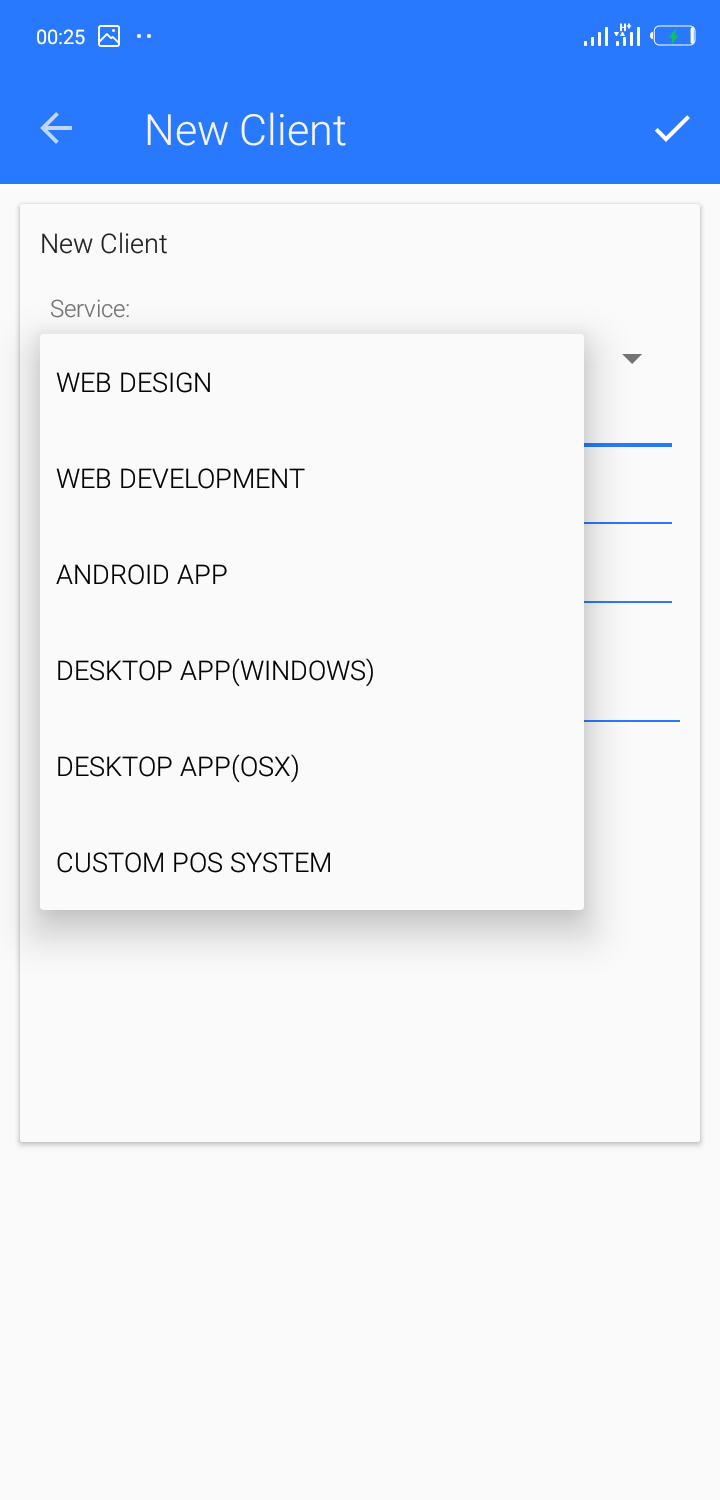 00:25
H+
New Client
New Client
Service:
WEB DESIGN
WEB DEVELOPMENT
ANDROID APP
DESKTOP APP(WINDOWS)
DESKTOP APP(OSX)
CUSTOM POS SYSTEM